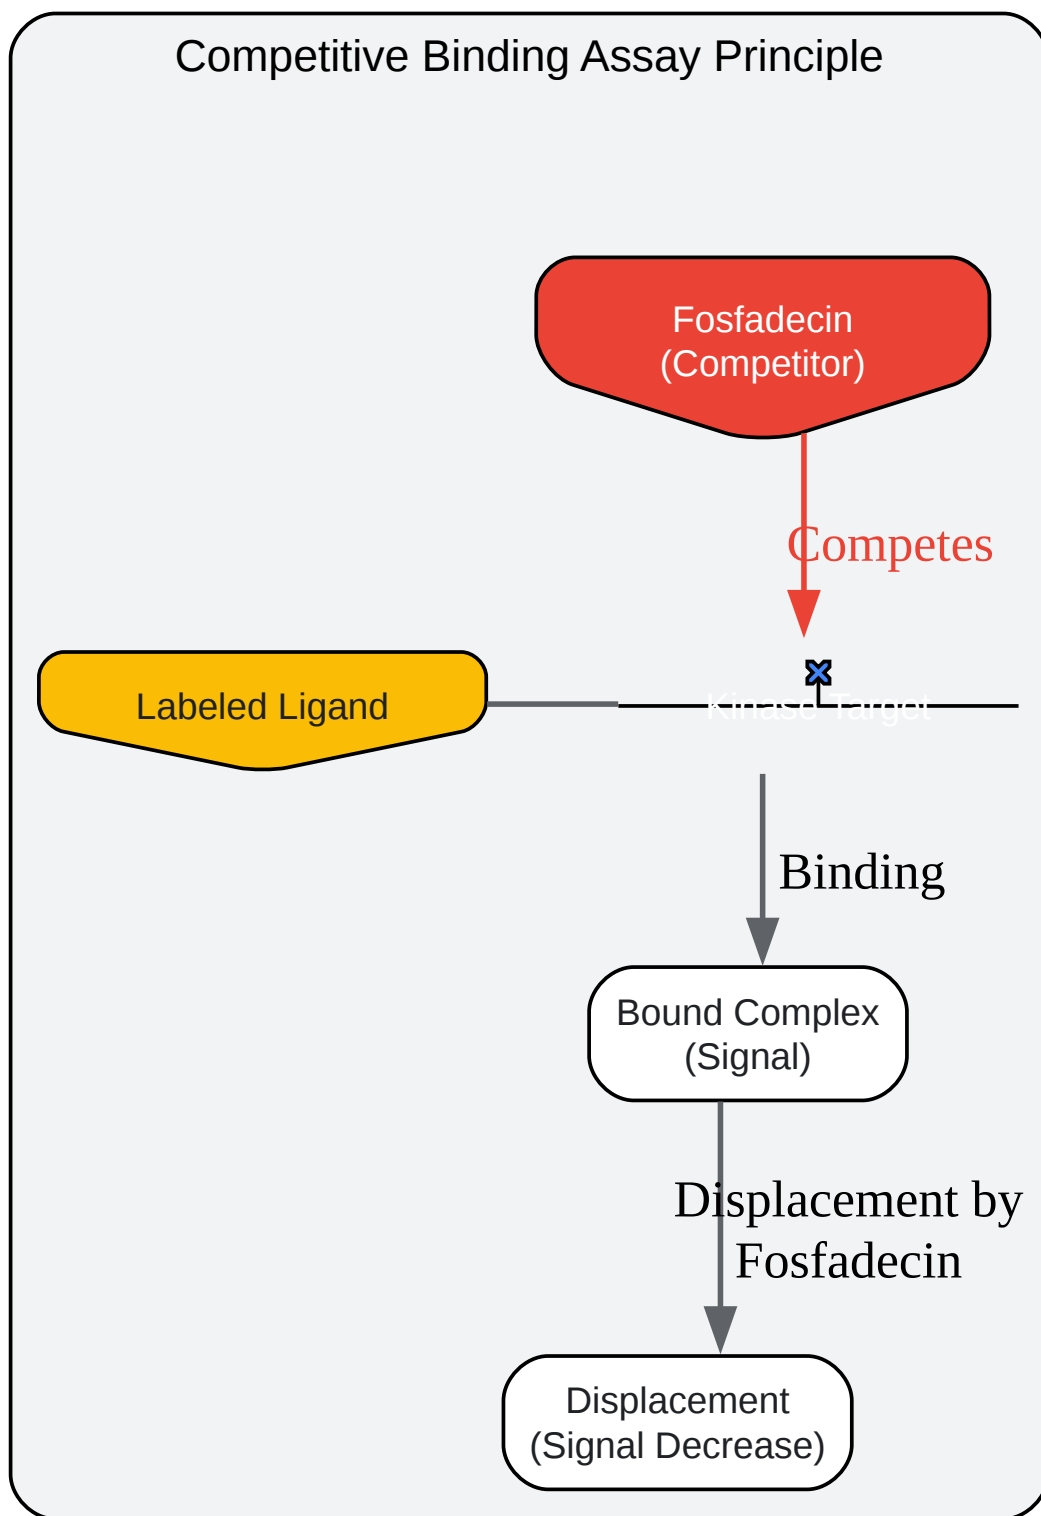 Competitive Binding Assay Principle
Fosfadecin
(Competitor)
Competes
Labeled Ligand
Kinase Target
Binding
Bound Complex
(Signal)
Displacement by
Fosfadecin
Displacement
(Signal Decrease)